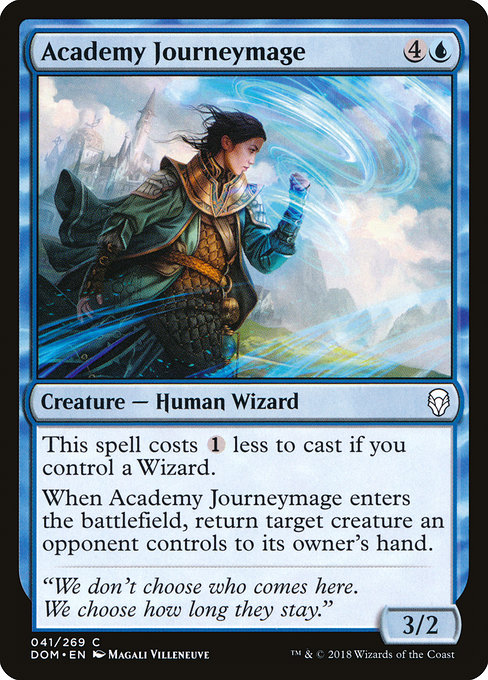 Academy Journeymage 4
Creature — Human Wizard
This spell costs 1 less to cast if you
control a Wizard.
When Academy Journeymage enters
the battlefield, return target creature an
opponent controls to its owner's hand.
“We don't choose who comes here.
We choose how long they stay.”
3/2
041/269 C
DOM • EN Magali Villeneuve
™ & © 2018 Wizards of the Coast